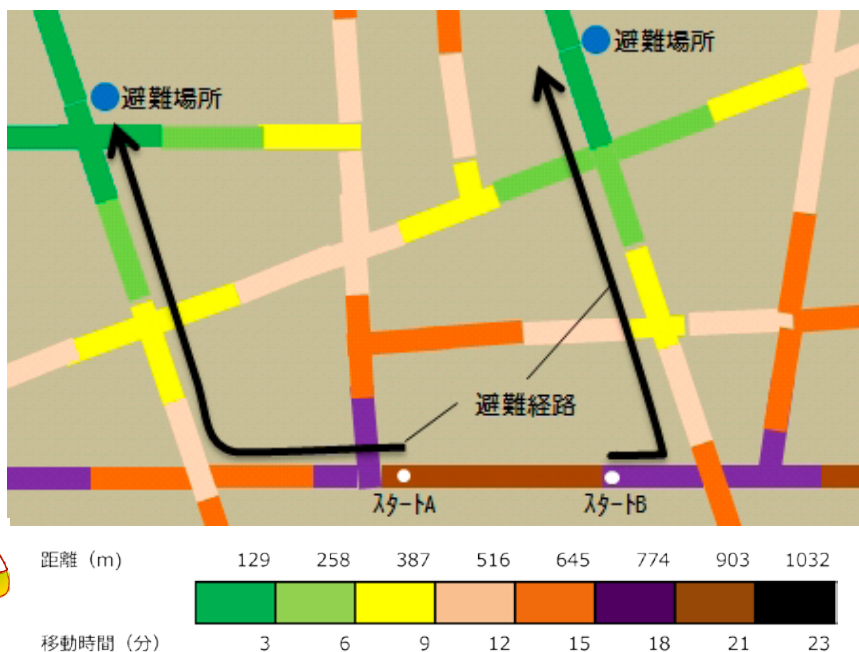 避難場所
避難場所
避難経路
スタートA
スタートB
距離（m） 129 258 387 516 645 774 903 1032
移動時間（分） 3 6 9 12 15 18 21 23